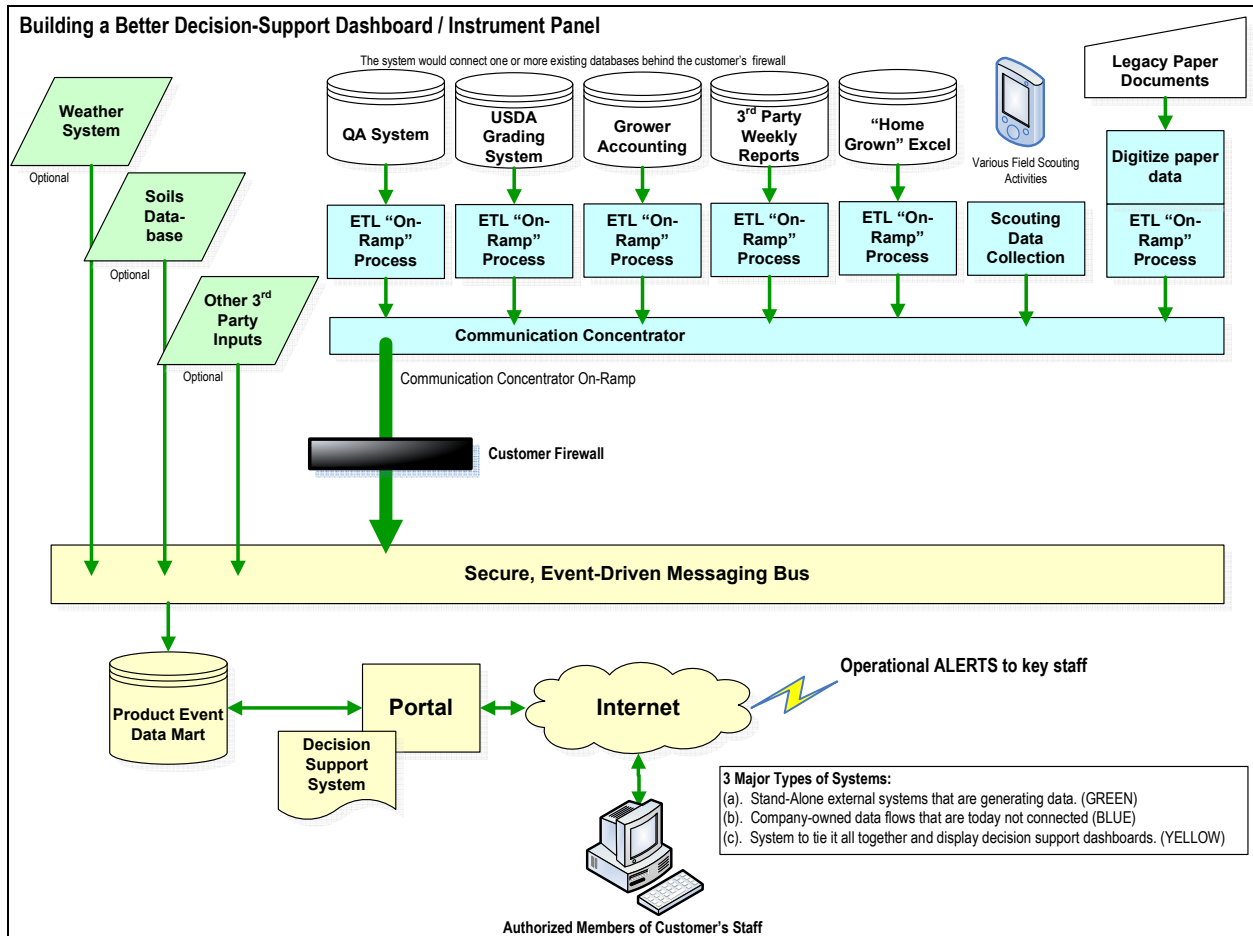 Building a Better Decision-Support Dashboard / Instrument Panel
The system would connect one or more existing databases behind the customer's firewall
Weather
System
Optional
Soils
Data-
base
Optional
Other 3rd
Party
Inputs
Optional
QA System
USDA
Grading
System
Grower
Accounting
3rd Party
Weekly
Reports
"Home
Grown" Excel
Various Field Scouting
Activities
Legacy Paper
Documents
Digitize paper
data
ETL "On-
Ramp"
Process
ETL "On-
Ramp"
Process
ETL "On-
Ramp"
Process
ETL "On-
Ramp"
Process
ETL "On-
Ramp"
Process
Scouting
Data
Collection
ETL "On-
Ramp"
Process
Communication Concentrator
Communication Concentrator On-Ramp
Customer Firewall
Secure, Event-Driven Messaging Bus
Product Event
Data Mart
Portal
Decision
Support
System
Internet
Operational ALERTS to key staff
3 Major Types of Systems:
(a). Stand-Alone external systems that are generating data. (GREEN)
(b). Company-owned data flows that are today not connected (BLUE)
(c). System to tie it all together and display decision support dashboards. (YELLOW)
Authorized Members of Customer's Staff